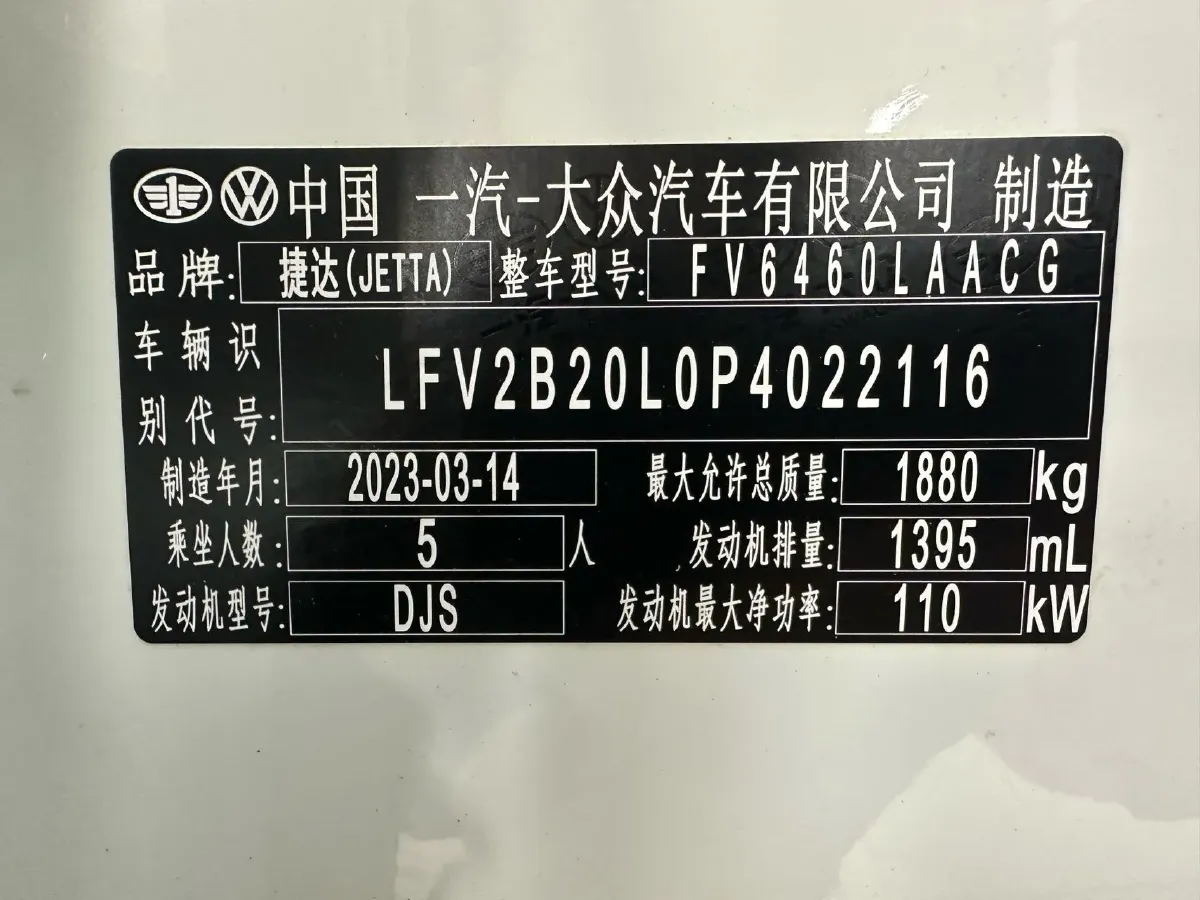 中国 一汽-大众汽车有限公司 制造
品牌: 捷达(JETTA) 整车型号: FV6460LAACG
车辆识别代号: LFV2B20L0P4022116
制造年月: 2023-03-14 最大允许总质量: 1880 kg
乘坐人数: 5 人 发动机排量: 1395 mL
发动机型号: DJS 发动机最大净功率: 110 kW